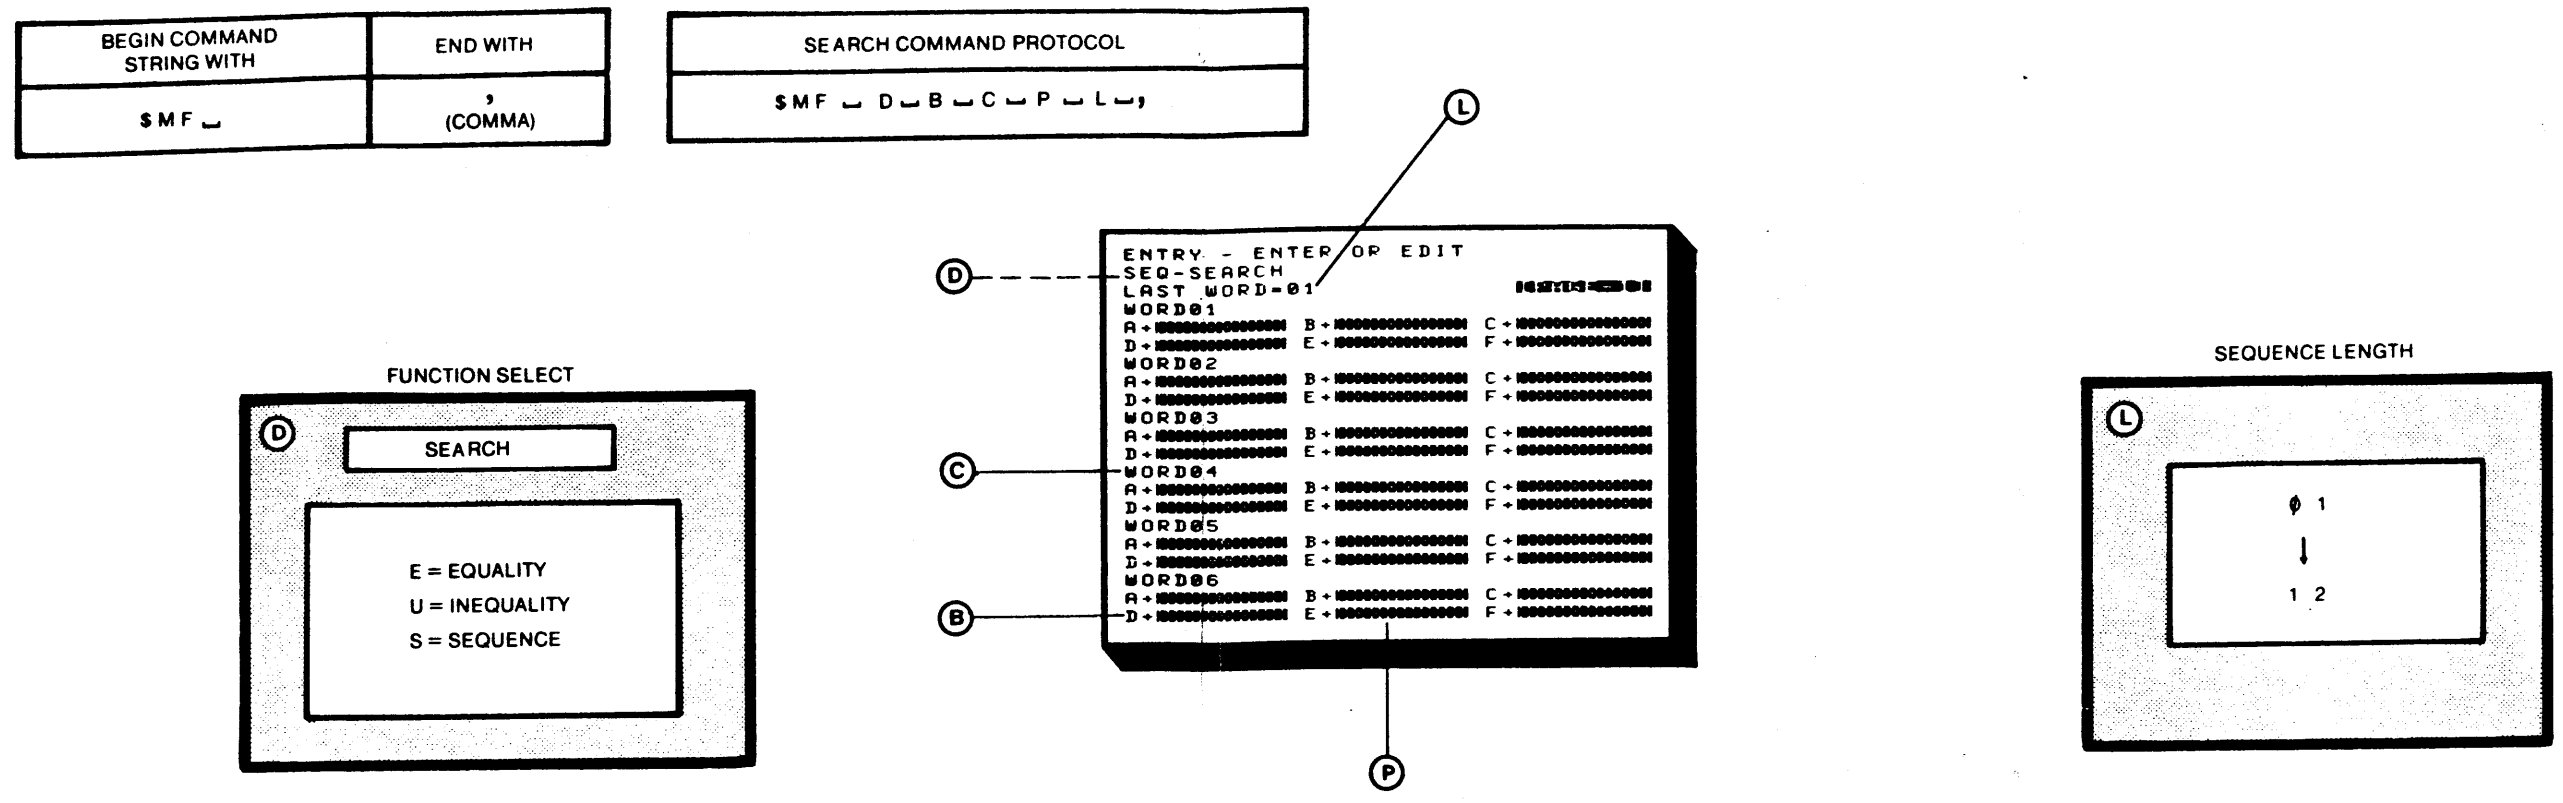 BEGIN COMMAND
STRING WITH
END WITH
$MF ⌴
,
(COMMA)
SEARCH COMMAND PROTOCOL
$MF ⌴ D ⌴ B ⌴ C ⌴ P ⌴ L ⌴,
L
D
C
B
P
ENTRY - ENTER OR EDIT
SEQ-SEARCH
LAST WORD=01
WORD01
A+ B+ C+
D+ E+ F+
WORD02
A+ B+ C+
D+ E+ F+
WORD03
A+ B+ C+
D+ E+ F+
WORD04
A+ B+ C+
D+ E+ F+
WORD05
A+ B+ C+
D+ E+ F+
WORD06
A+ B+ C+
D+ E+ F+
FUNCTION SELECT
D
SEARCH
E = EQUALITY
U = INEQUALITY
S = SEQUENCE
SEQUENCE LENGTH
L
∅ 1
↓
1 2